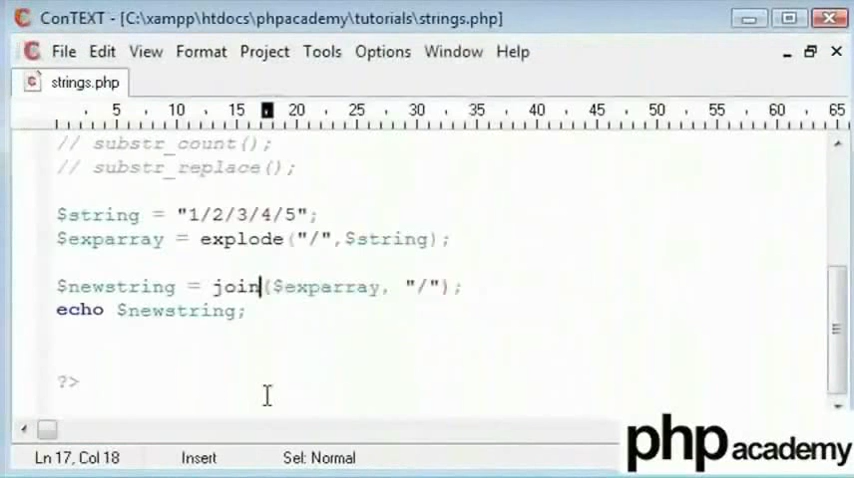 ConTEXT - [C:\xampp\htdocs\phpacademy\tutorials\strings.php]
File Edit View Format Project Tools Options Window Help
strings.php
5 10 15 20 25 30 35 40 45 50 55 60 65
// substr_count();
// substr_replace();
$string = "1/2/3/4/5";
$exparray = explode("/",$string);
$newstring = join($exparray, "/");
echo $newstring;
?>
Ln 17, Col 18 Insert Sel: Normal
php academy